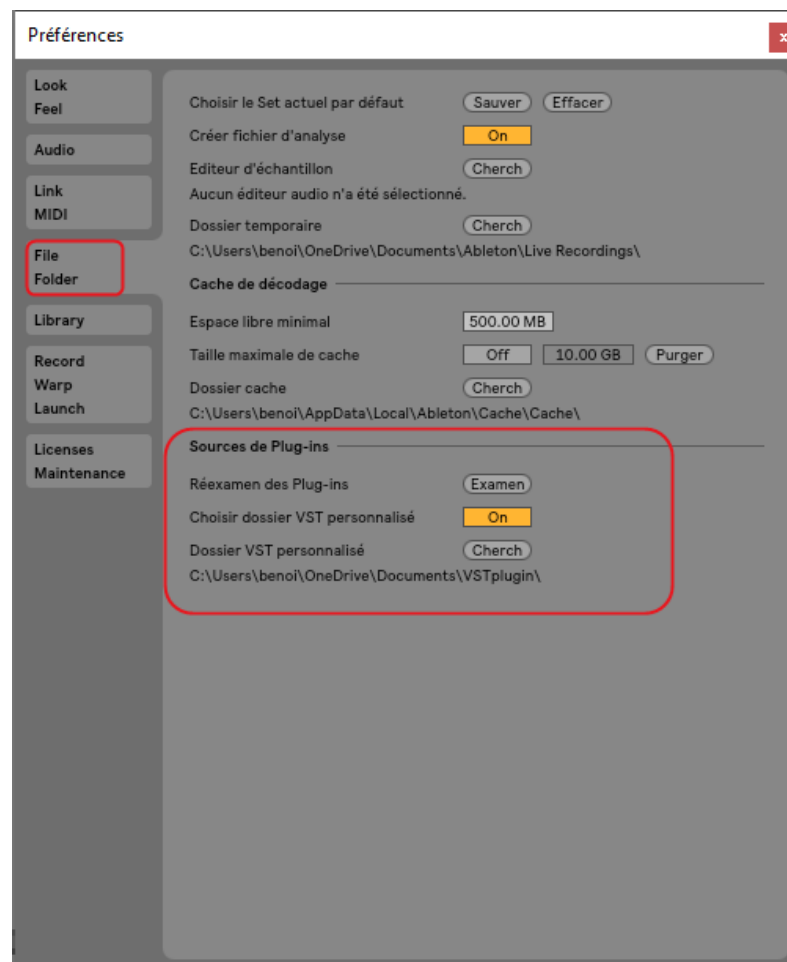 Préférences
x
Look
Feel
Audio
Link
MIDI
File
Folder
Library
Record
Warp
Launch
Licenses
Maintenance
Choisir le Set actuel par défaut Sauver Effacer
Créer fichier d'analyse On
Editeur d'échantillon Cherch
Aucun éditeur audio n'a été sélectionné.
Dossier temporaire Cherch
C:\Users\benoi\OneDrive\Documents\Ableton\Live Recordings\
Cache de décodage
Espace libre minimal 500.00 MB
Taille maximale de cache Off 10.00 GB Purger
Dossier cache Cherch
C:\Users\benoi\AppData\Local\Ableton\Cache\Cache\
Sources de Plug-ins
Réexamen des Plug-ins Examen
Choisir dossier VST personnalisé On
Dossier VST personnalisé Cherch
C:\Users\benoi\OneDrive\Documents\VSTplugin\